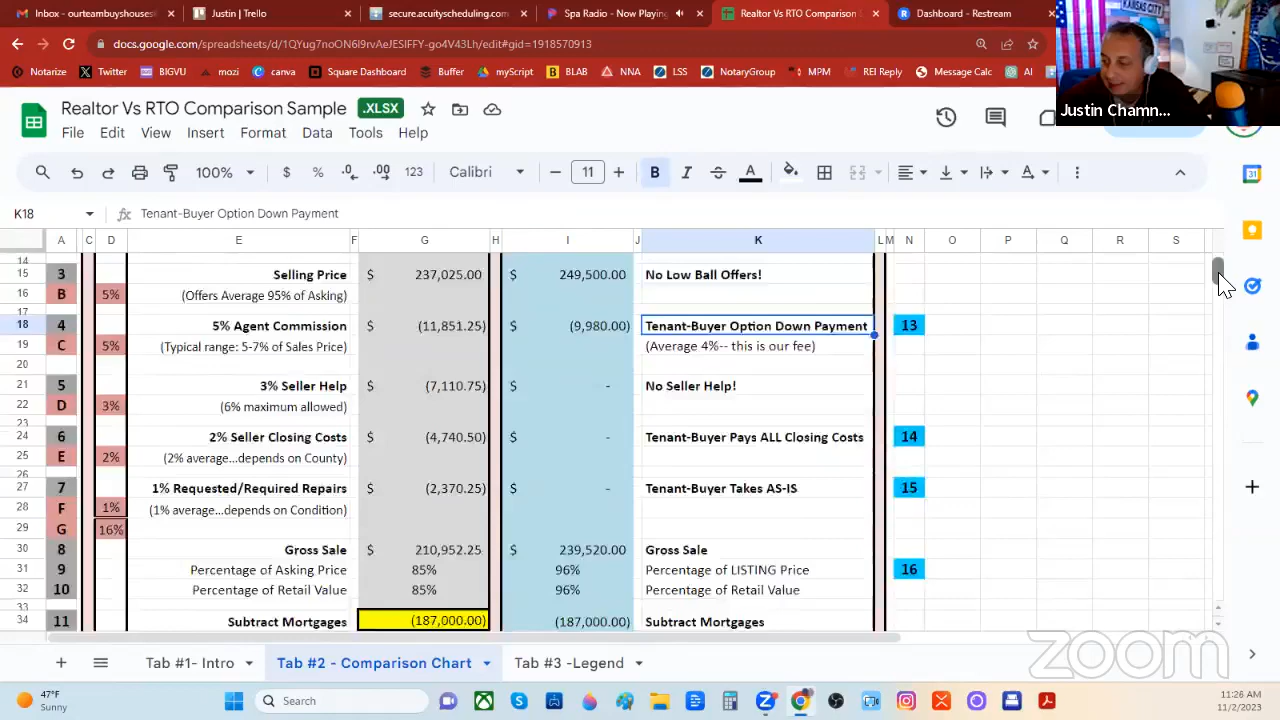 ourteambuyshouses
Justin | Trello
secure.acuityscheduling.com
Spa Radio - Now Playing
Realtor Vs RTO Comparison
Dashboard - Restream
docs.google.com/spreadsheets/d/
/edit#gid=1918570913
Notarize
Twitter
BIGVU
mozi
canva
Square Dashboard
Buffer
myScript
BLAB
NNA
LSS
NotaryGroup
MPM
REI Reply
Message Calc
AI
KANSAS CITY
Justin Chamn...
Realtor Vs RTO Comparison Sample .XLSX
File Edit View Insert Format Data Tools Help
100% $ % .0 .00 123 Calibri 11 B I S A
K18 fx Tenant-Buyer Option Down Payment
A C D E F G H I J K L M N O P Q R S
14
15 3 Selling Price $ 237,025.00 $ 249,500.00 No Low Ball Offers!
16 B 5% (Offers Average 95% of Asking)
17
18 4 5% Agent Commission $ (11,851.25) $ (9,980.00) Tenant-Buyer Option Down Payment 13
19 C 5% (Typical range: 5-7% of Sales Price) (Average 4%-- this is our fee)
20
21 5 3% Seller Help $ (7,110.75) $ - No Seller Help!
22 D 3% (6% maximum allowed)
23
24 6 2% Seller Closing Costs $ (4,740.50) $ - Tenant-Buyer Pays ALL Closing Costs 14
25 E 2% (2% average...depends on County)
26
27 7 1% Requested/Required Repairs $ (2,370.25) $ - Tenant-Buyer Takes AS-IS 15
28 F 1% (1% average...depends on Condition)
29 G 16%
30 8 Gross Sale $ 210,952.25 $ 239,520.00 Gross Sale
31 9 Percentage of Asking Price 85% 96% Percentage of LISTING Price 16
32 10 Percentage of Retail Value 85% 96% Percentage of Retail Value
33
34 11 Subtract Mortgages (187,000.00) (187,000.00) Subtract Mortgages
zoom
Tab #1- Intro Tab #2 - Comparison Chart Tab #3 -Legend
47°F
Sunny
Search
11:26 AM
11/2/2023